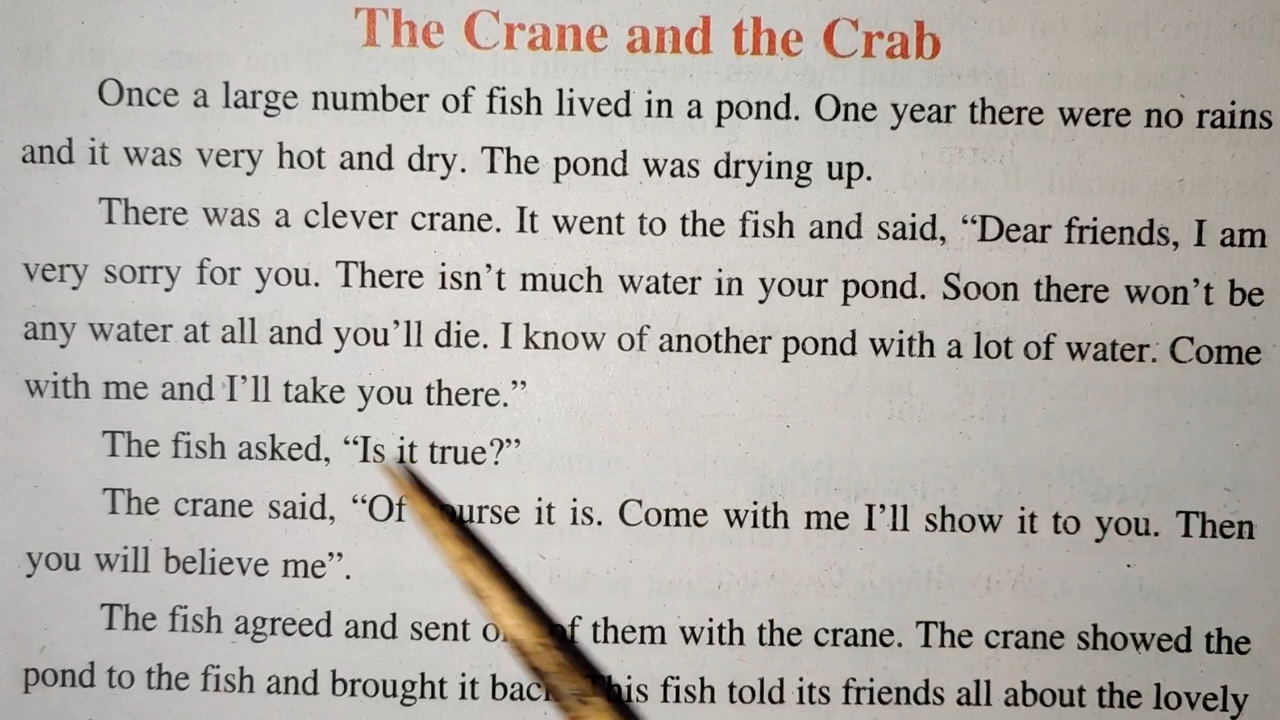 The Crane and the Crab
Once a large number of fish lived in a pond. One year there were no rains
and it was very hot and dry. The pond was drying up.
There was a clever crane. It went to the fish and said, “Dear friends, I am
very sorry for you. There isn’t much water in your pond. Soon there won’t be
any water at all and you’ll die. I know of another pond with a lot of water. Come
with me and I’ll take you there.”
The fish asked, “Is it true?”
The crane said, “Of it is. Come with me I’ll show it to you. Then
you will believe me”.
The fish agreed and sent of them with the crane. The crane showed the
pond to the fish and brought it fish told its friends all about the lovely